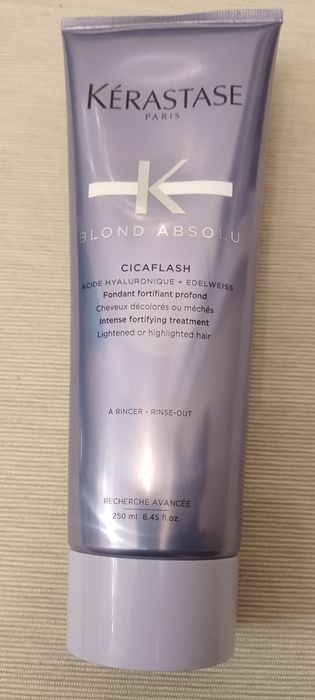 KÉRASTASE
PARIS
K
BLOND ABSOLU
CICAFLASH
ACIDE HYALURONIQUE + EDELWEISS
Fondant fortifiant profond
Cheveux décolorés ou méchés
Intense fortifying treatment
Lightened or highlighted hair
À RINCER - RINSE-OUT
RECHERCHE AVANCÉE
250 ml 8.45 fl.oz.